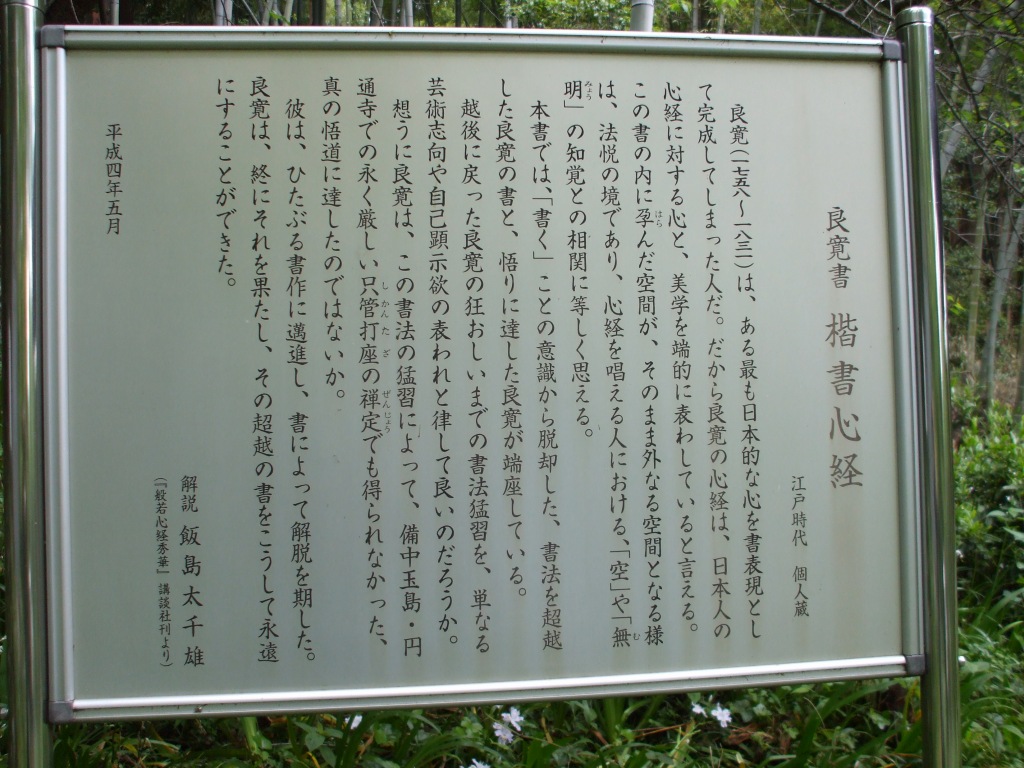 良寛書 楷書心経
江戸時代 個人蔵
良寛(一七五八～一八三一)は、ある最も日本的な心を書表現とし
て完成してしまった人だ。だから良寛の心経は、日本人の
心経に対する心と、美学を端的に表わしていると言える。
この書の内に孕んだ空間が、そのまま外なる空間となる様
は、法悦の境であり、心経を唱える人における、「空」や「無
明」の知覚との相関に等しく思える。
本書では、「書く」ことの意識から脱却した、書法を超越
した良寛の書と、悟りに達した良寛が端座している。
越後に戻った良寛の狂おしいまでの書法猛習を、単なる
芸術志向や自己顕示欲の表われと律して良いのだろうか。
想うに良寛は、この書法の猛習によって、備中玉島・円
通寺での永く厳しい只管打座の禅定でも得られなかった、
真の悟道に達したのではないか。
彼は、ひたぶる書作に邁進し、書によって解脱を期した。
良寛は、終にそれを果たし、その超越の書をこうして永遠
にすることができた。
解説 飯島太千雄
(『般若心経秀華』講談社刊より)
平成四年五月